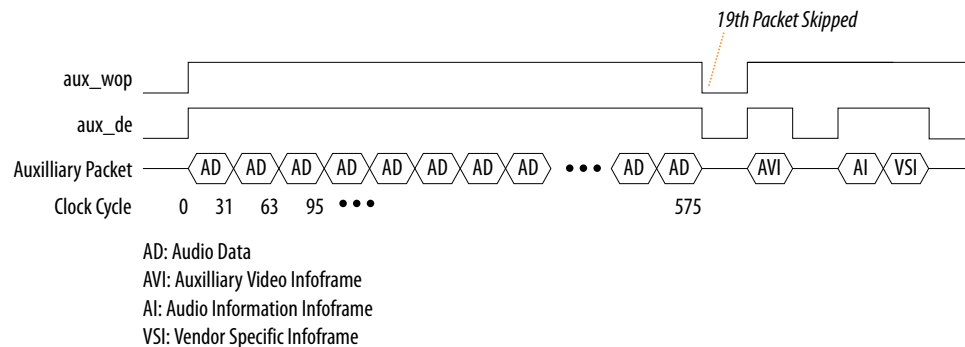 19th Packet Skipped
aux_wop
aux_de
Auxilliary Packet AD AD AD AD AD AD AD AD ••• AD AD AVI AI VSI
Clock Cycle 0 31 63 95 ••• 575
AD: Audio Data
AVI: Auxilliary Video Infoframe
AI: Audio Information Infoframe
VSI: Vendor Specific Infoframe